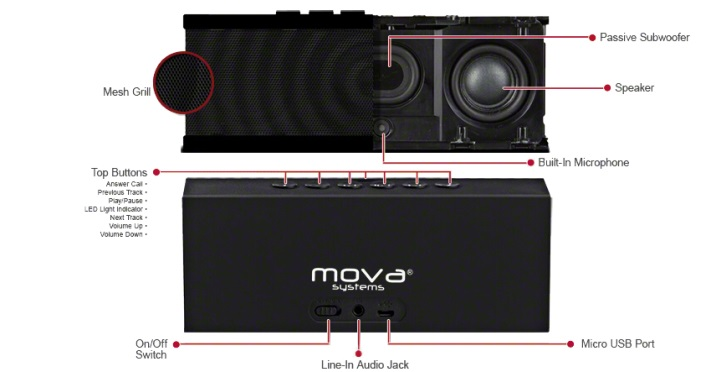 Passive Subwoofer
Mesh Grill
Speaker
Built-In Microphone
Top Buttons
Answer Call -
Previous Track -
Play/Pause -
LED Light Indicator -
Next Track -
Volume Up -
Volume Down -
mova®
systems
On/Off
Switch
Line-In Audio Jack
Micro USB Port